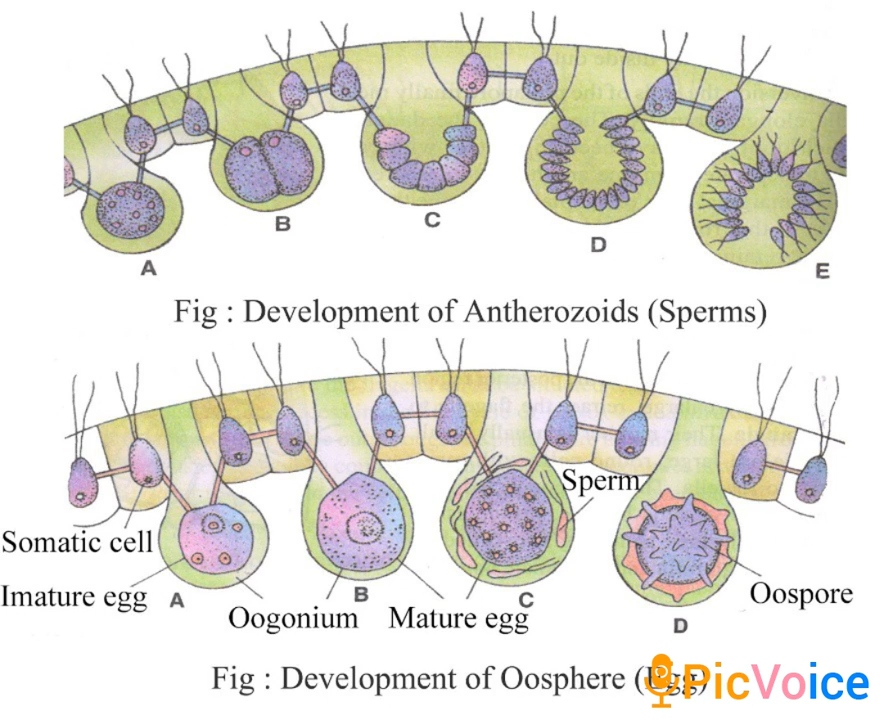 A
B
C
D
E
Fig : Development of Antherozoids (Sperms)
Sperm
Somatic cell
Imature egg
A
Oogonium
B
Mature egg
C
D
Oospore
Fig : Development of Oosphere (Egg)
PicVoice